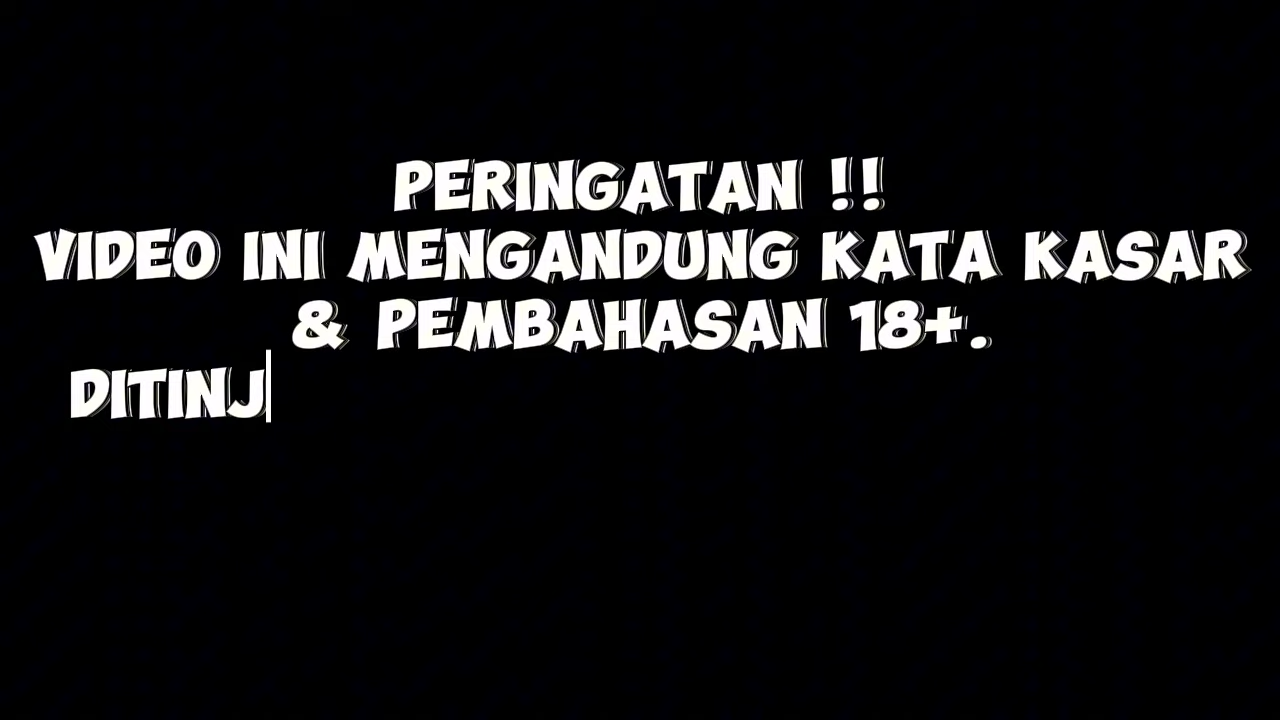 PERINGATAN !!
VIDEO INI MENGANDUNG KATA KASAR
& PEMBAHASAN 18+.
DITINJ